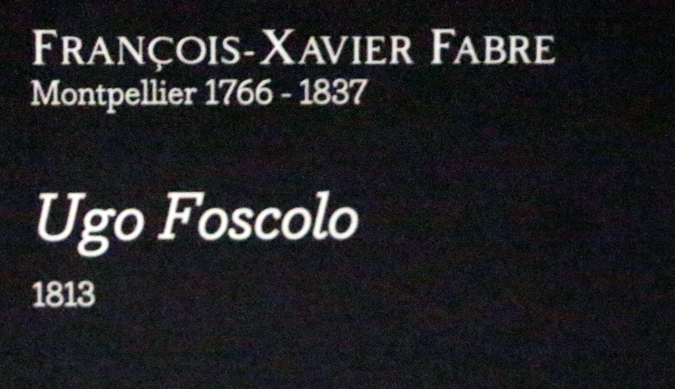 FRANÇOIS-XAVIER FABRE
Montpellier 1766 - 1837
Ugo Foscolo
1813